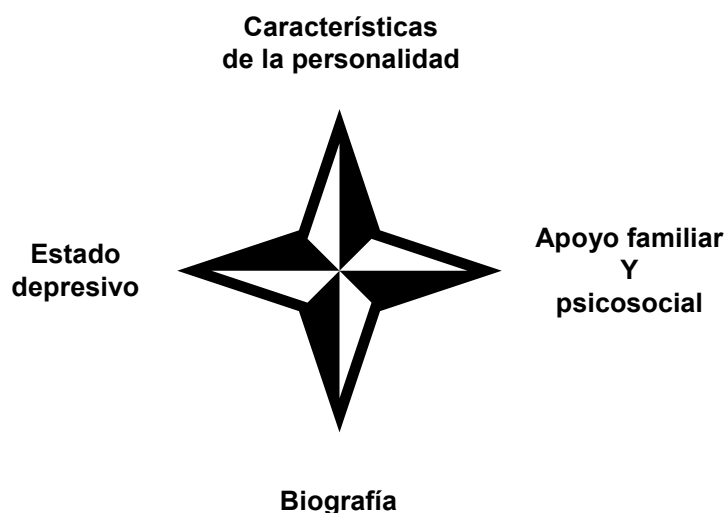 Características
de la personalidad
Estado
depresivo
Apoyo familiar
Y
psicosocial
Biografía